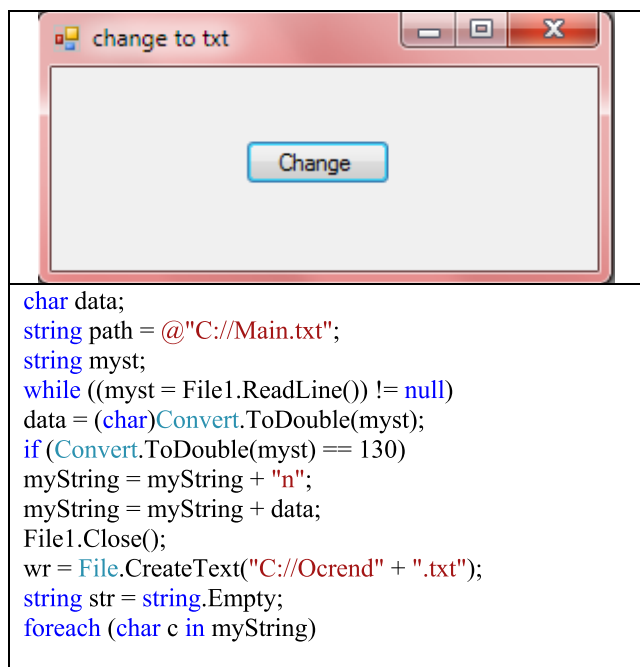 change to txt
Change
char data;
string path = @"C://Main.txt";
string myst;
while ((myst = File1.ReadLine()) != null)
data = (char)Convert.ToDouble(myst);
if (Convert.ToDouble(myst) == 130)
myString = myString + "n";
myString = myString + data;
File1.Close();
wr = File.CreateText("C://Ocrend" + ".txt");
string str = string.Empty;
foreach (char c in myString)